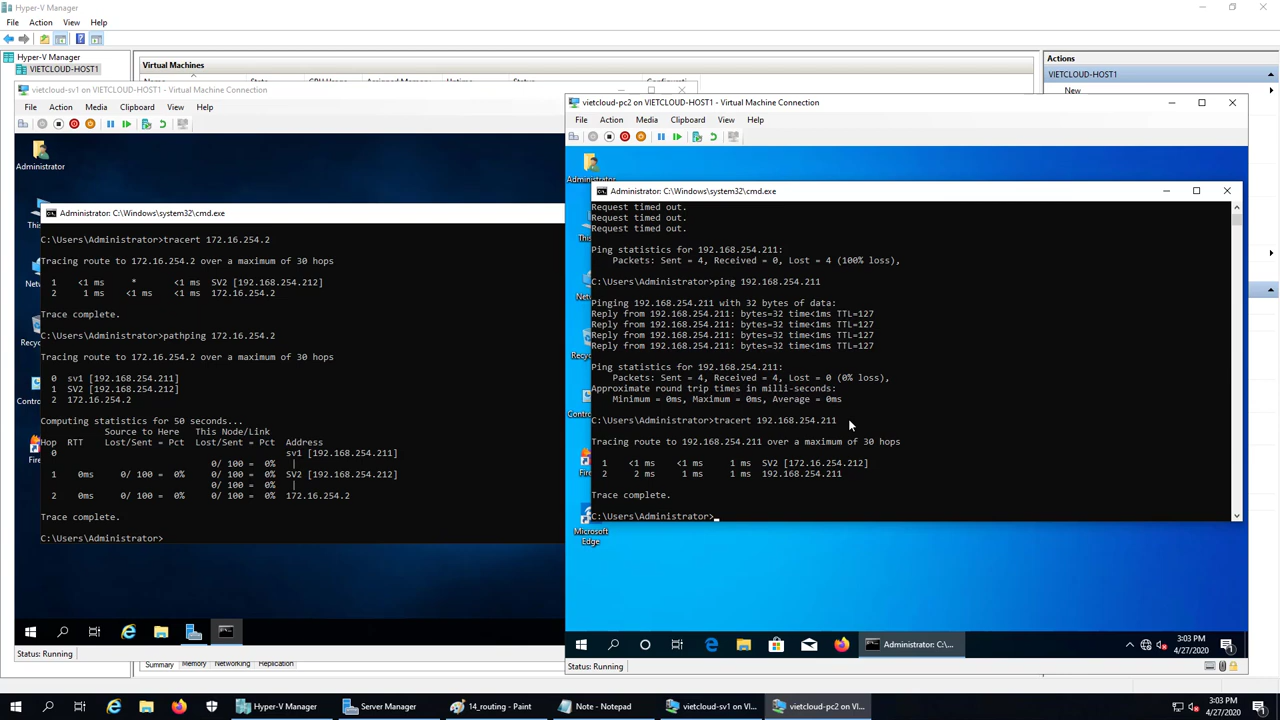 Hyper-V Manager
File Action View Help
Hyper-V Manager
VIETCLOUD-HOST1
Virtual Machines
Actions
VIETCLOUD-HOST1
New
vietcloud-sv1 on VIETCLOUD-HOST1 - Virtual Machine Connection
File Action Media Clipboard View Help
Administrator
Administrator: C:\Windows\system32\cmd.exe
C:\Users\Administrator>tracert 172.16.254.2
Tracing route to 172.16.254.2 over a maximum of 30 hops
1 <1 ms * <1 ms SV2 [192.168.254.212]
2 1 ms <1 ms <1 ms 172.16.254.2
Trace complete.
C:\Users\Administrator>pathping 172.16.254.2
Tracing route to 172.16.254.2 over a maximum of 30 hops
0 sv1 [192.168.254.211]
1 SV2 [192.168.254.212]
2 172.16.254.2
Computing statistics for 50 seconds...
Source to Here This Node/Link
Hop RTT Lost/Sent = Pct Lost/Sent = Pct Address
0 sv1 [192.168.254.211]
0/ 100 = 0% |
1 0ms 0/ 100 = 0% 0/ 100 = 0% SV2 [192.168.254.212]
0/ 100 = 0% |
2 0ms 0/ 100 = 0% 0/ 100 = 0% 172.16.254.2
Trace complete.
C:\Users\Administrator>
Status: Running
Summary Memory Networking Replication
vietcloud-pc2 on VIETCLOUD-HOST1 - Virtual Machine Connection
File Action Media Clipboard View Help
Administrator
Administrator: C:\Windows\system32\cmd.exe
Request timed out.
Request timed out.
Request timed out.
Ping statistics for 192.168.254.211:
Packets: Sent = 4, Received = 0, Lost = 4 (100% loss),
C:\Users\Administrator>ping 192.168.254.211
Pinging 192.168.254.211 with 32 bytes of data:
Reply from 192.168.254.211: bytes=32 time<1ms TTL=127
Reply from 192.168.254.211: bytes=32 time<1ms TTL=127
Reply from 192.168.254.211: bytes=32 time<1ms TTL=127
Reply from 192.168.254.211: bytes=32 time<1ms TTL=127
Ping statistics for 192.168.254.211:
Packets: Sent = 4, Received = 4, Lost = 0 (0% loss),
Approximate round trip times in milli-seconds:
Minimum = 0ms, Maximum = 0ms, Average = 0ms
C:\Users\Administrator>tracert 192.168.254.211
Tracing route to 192.168.254.211 over a maximum of 30 hops
1 <1 ms <1 ms 1 ms SV2 [172.16.254.212]
2 2 ms 1 ms 1 ms 192.168.254.211
Trace complete.
C:\Users\Administrator>_
Microsoft
Edge
Administrator: C:\...
3:03 PM
4/27/2020
Status: Running
Hyper-V Manager
Server Manager
14_routing - Paint
Note - Notepad
vietcloud-sv1 on VI...
vietcloud-pc2 on VI...
3:03 PM
4/27/2020